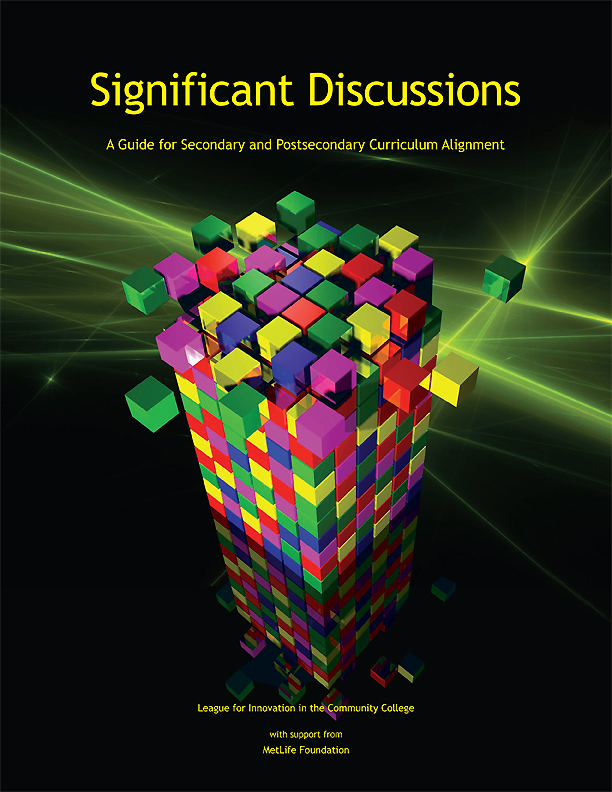 Significant Discussions
A Guide for Secondary and Postsecondary Curriculum Alignment
League for Innovation in the Community College
with support from
MetLife Foundation